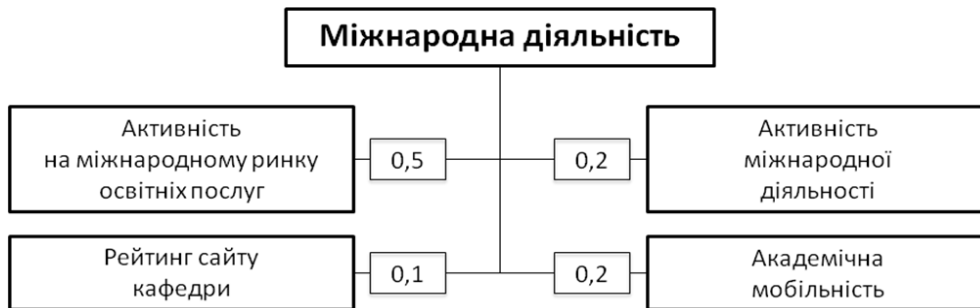 Міжнародна діяльність
Активність
на міжнародному ринку
освітніх послуг
0,5
0,2
Активність
міжнародної
діяльності
Рейтинг сайту
кафедри
0,1
0,2
Академічна
мобільність